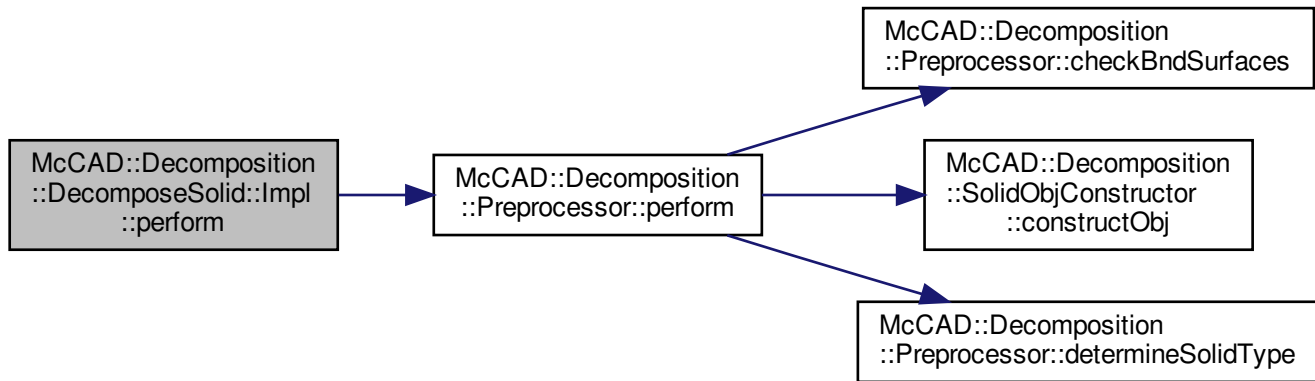 McCAD::Decomposition
::DecomposeSolid::Impl
::perform
McCAD::Decomposition
::Preprocessor::perform
McCAD::Decomposition
::Preprocessor::checkBndSurfaces
McCAD::Decomposition
::SolidObjConstructor
::constructObj
McCAD::Decomposition
::Preprocessor::determineSolidType